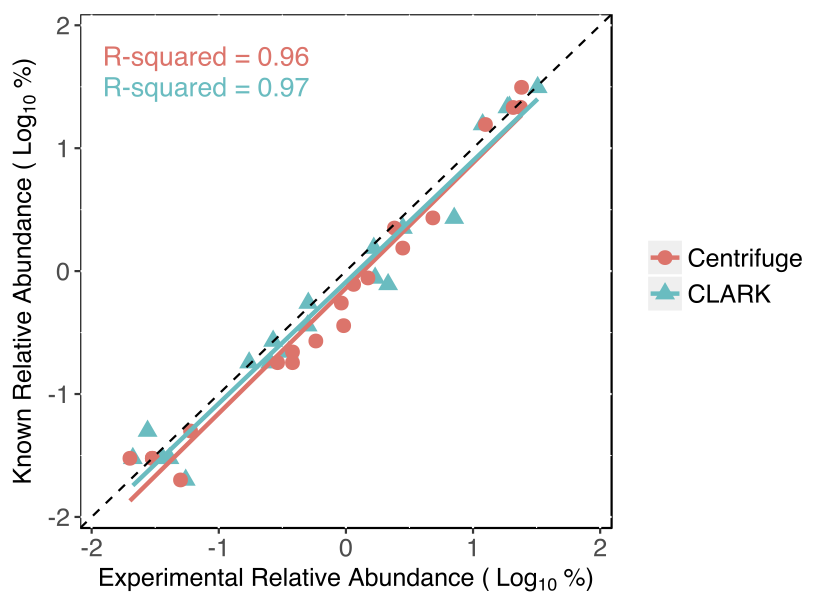 R-squared = 0.96
R-squared = 0.97
Known Relative Abundance ( Log₁₀ %)
2
1
0
-1
-2
-2 -1 0 1 2
Experimental Relative Abundance ( Log₁₀ %)
Centrifuge
CLARK